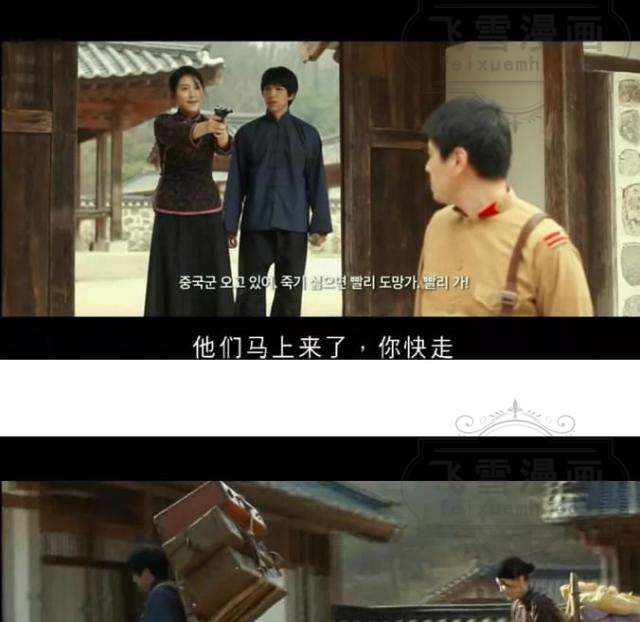 飞雪漫画
feixuemh
중국군 오고 있어. 죽기 싫으면 빨리 도망가. 빨리 가!
他们马上来了，你快走
飞雪漫画
feixuemh